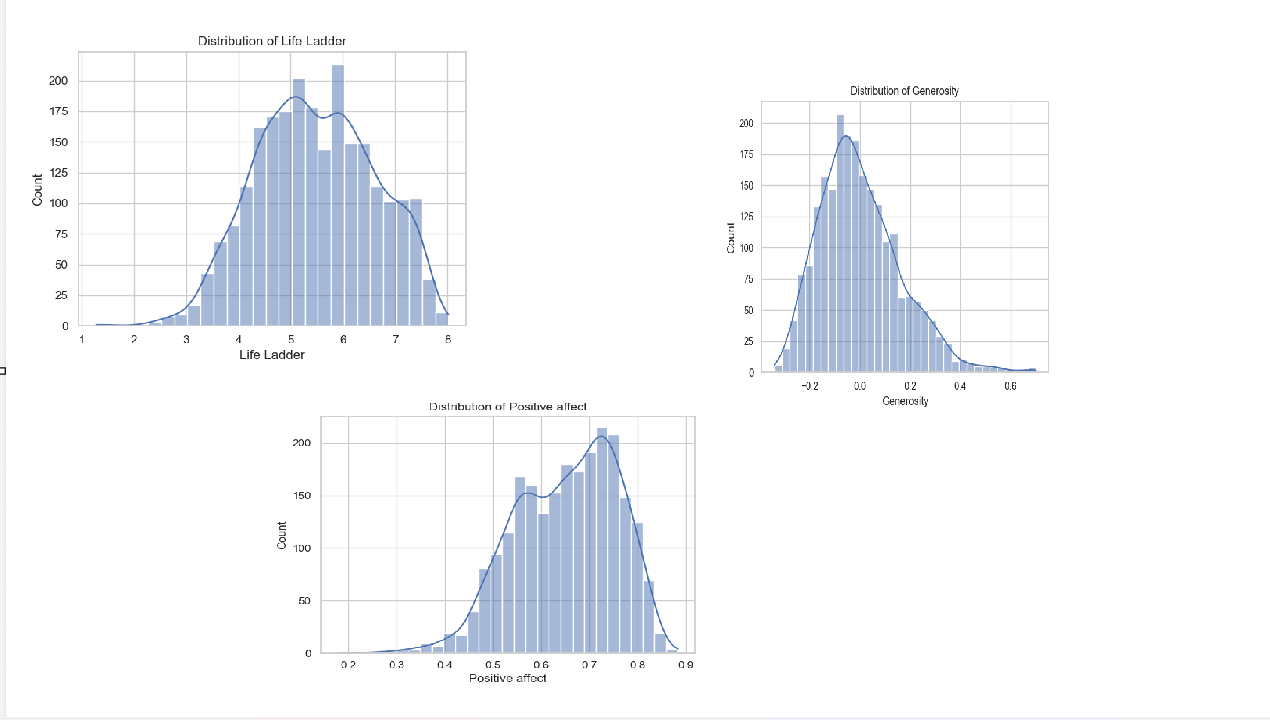 Distribution of Life Ladder
Count
200
175
150
125
100
75
50
25
0
1 2 3 4 5 6 7 8
Life Ladder
Distribution of Generosity
Count
200
175
150
125
100
75
50
25
0
−0.2 0.0 0.2 0.4 0.6
Generosity
Distribution of Positive affect
Count
200
150
100
50
0
0.2 0.3 0.4 0.5 0.6 0.7 0.8 0.9
Positive affect